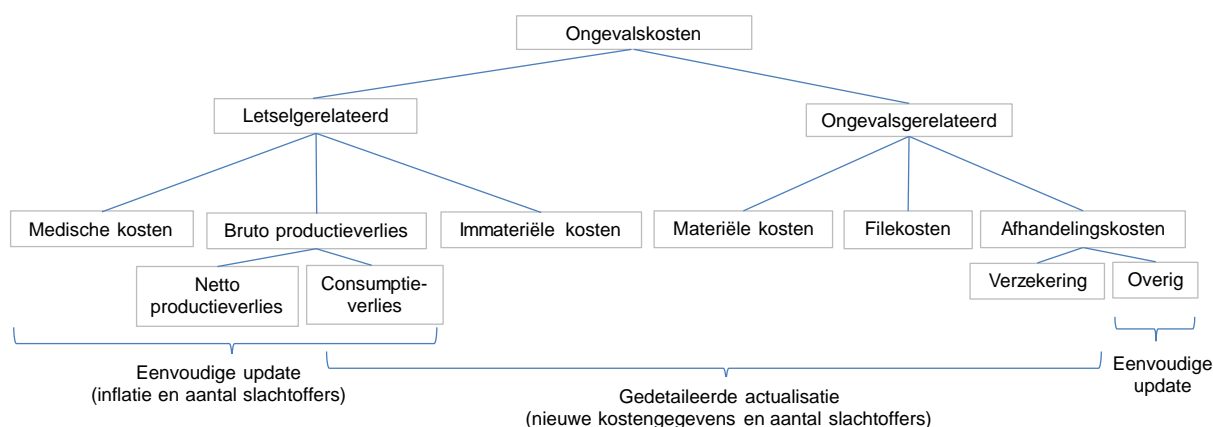 Ongevalskosten
Letselgerelateerd
Ongevalsgerelateerd
Medische kosten
Bruto productieverlies
Immateriële kosten
Materiële kosten
Filekosten
Afhandelingskosten
Netto
productieverlies
Consumptie-
verlies
Verzekering
Overig
Eenvoudige update
(inflatie en aantal slachtoffers)
Gedetaileerde actualisatie
(nieuwe kostengegevens en aantal slachtoffers)
Eenvoudige
update